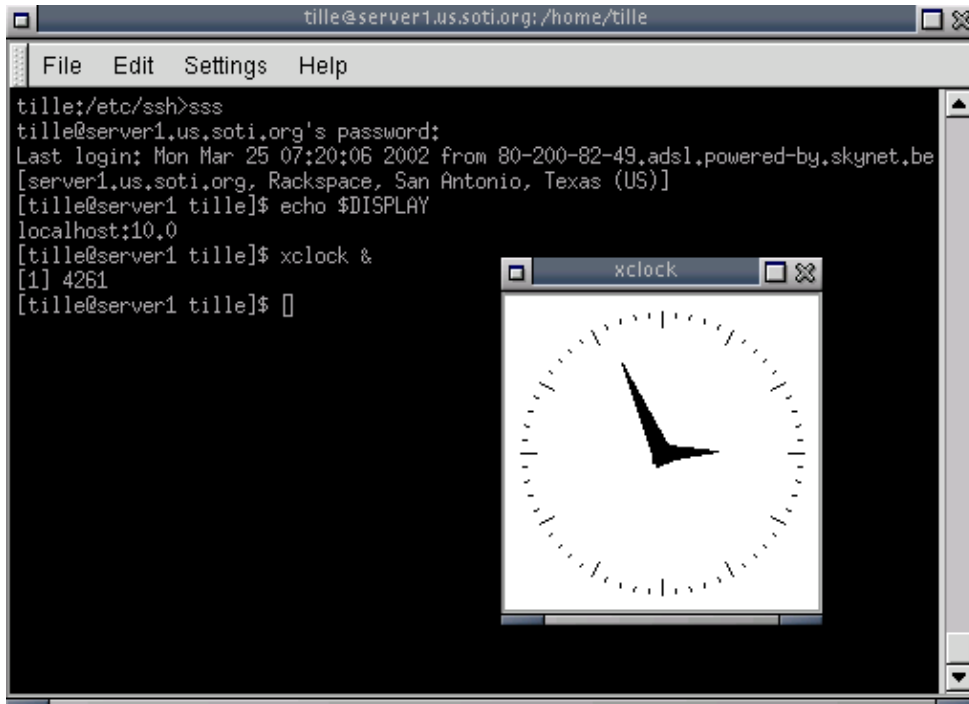 tille@server1.us.soti.org:/home/tille
File Edit Settings Help
tille:/etc/ssh>sss
tille@server1.us.soti.org's password:
Last login: Mon Mar 25 07:20:06 2002 from 80-200-82-49.adsl.powered-by.skynet.be
[server1.us.soti.org, Rackspace, San Antonio, Texas (US)]
[tille@server1 tille]$ echo $DISPLAY
localhost:10.0
[tille@server1 tille]$ xclock &
[1] 4261
[tille@server1 tille]$
xclock